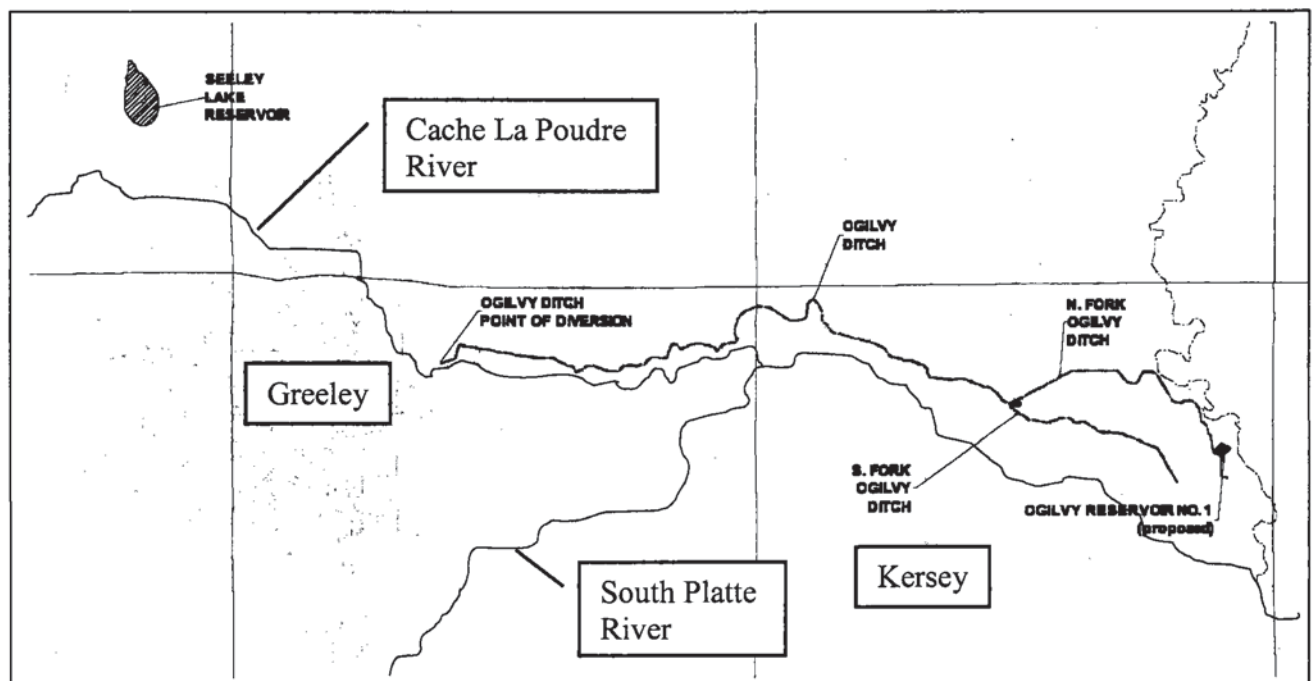 SEELEY
LAKE
RESERVOIR
Cache La Poudre
River
OGILVY
DITCH
OGILVY DITCH
POINT OF DIVERSION
N. FORK
OGILVY
DITCH
Greeley
S. FORK
OGILVY
DITCH
OGILVY RESERVOIR NO. 1
(proposed)
Kersey
South Platte
River